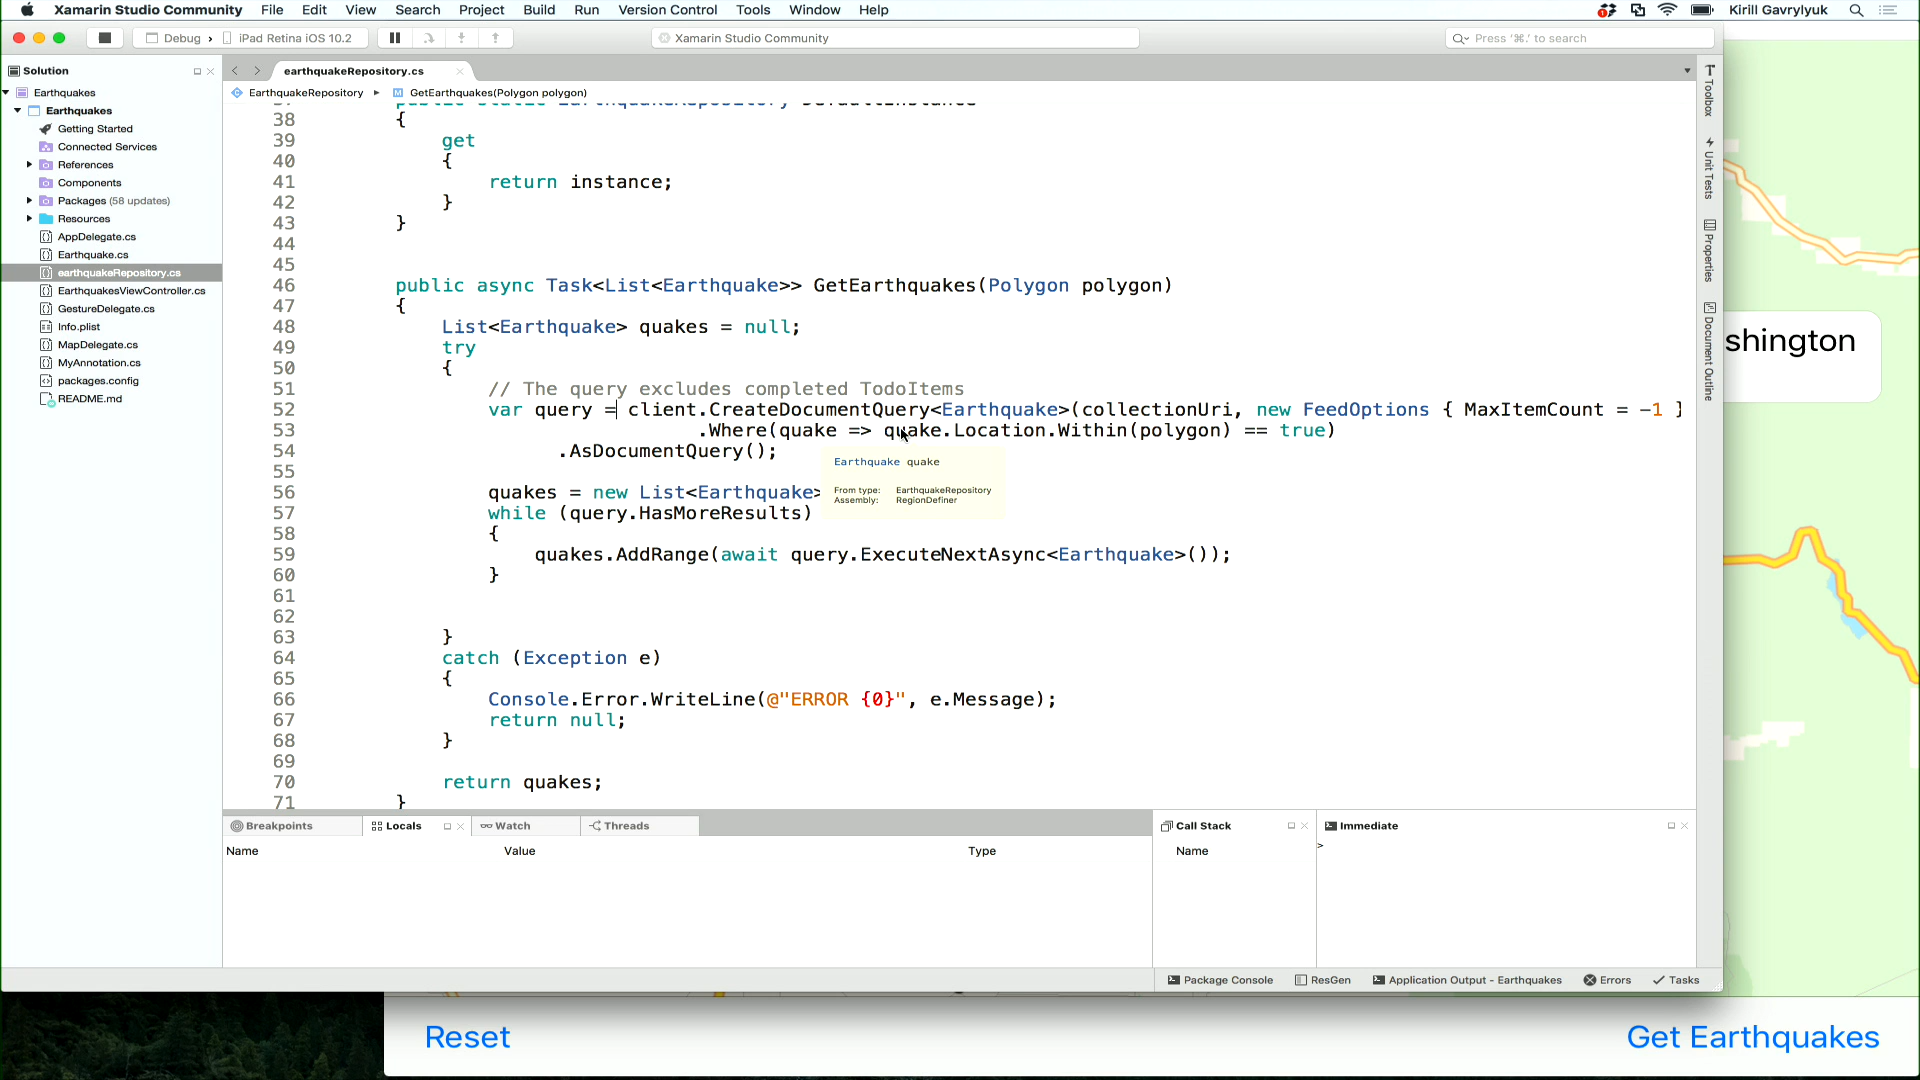 Xamarin Studio Community File Edit View Search Project Build Run Version Control Tools Window Help Kirill Gavrylyuk
Debug › iPad Retina iOS 10.2 Xamarin Studio Community Press '⌘.' to search
Solution
Earthquakes
Earthquakes
Getting Started
Connected Services
References
Components
Packages (58 updates)
Resources
AppDelegate.cs
Earthquake.cs
earthquakeRepository.cs
EarthquakesViewController.cs
GestureDelegate.cs
Info.plist
MapDelegate.cs
MyAnnotation.cs
packages.config
README.md
earthquakeRepository.cs
EarthquakeRepository ▸ GetEarthquakes(Polygon polygon)
37 public static EarthquakeRepository DefaultInstance
38 {
39 get
40 {
41 return instance;
42 }
43 }
44
45
46 public async Task<List<Earthquake>> GetEarthquakes(Polygon polygon)
47 {
48 List<Earthquake> quakes = null;
49 try
50 {
51 // The query excludes completed TodoItems
52 var query = client.CreateDocumentQuery<Earthquake>(collectionUri, new FeedOptions { MaxItemCount = -1 }
53 .Where(quake => quake.Location.Within(polygon) == true)
54 .AsDocumentQuery();
55
56 quakes = new List<Earthquake>
57 while (query.HasMoreResults)
58 {
59 quakes.AddRange(await query.ExecuteNextAsync<Earthquake>());
60 }
61
62
63 }
64 catch (Exception e)
65 {
66 Console.Error.WriteLine(@"ERROR {0}", e.Message);
67 return null;
68 }
69
70 return quakes;
71 }
Earthquake quake
From type: EarthquakeRepository
Assembly: RegionDefiner
Toolbox
Unit Tests
Properties
Document Outline
shington
Breakpoints Locals Watch Threads
Name Value Type
Call Stack
Name
Immediate
>
Package Console ResGen Application Output - Earthquakes Errors Tasks
Reset Get Earthquakes